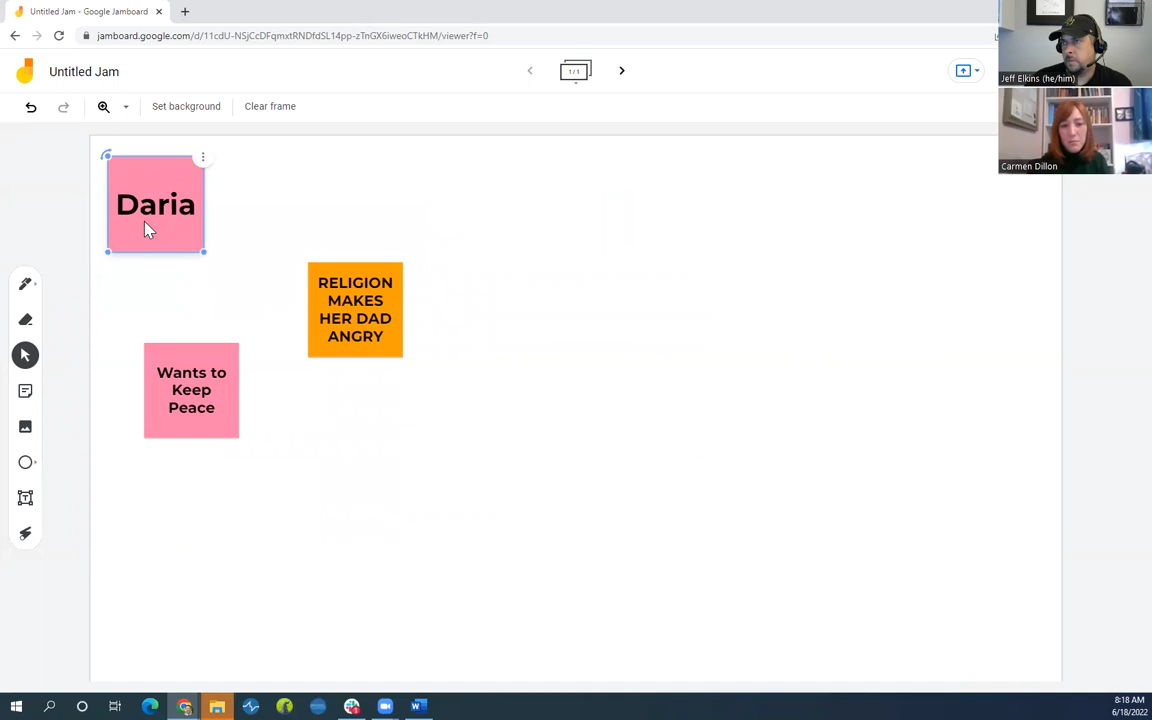 Untitled Jam - Google Jamboard
jamboard.google.com/d/11cdU-NSjCcDFqmxtRNDfdSL14pp-zTnGX6iweoCTkHM/viewer?f=0
Untitled Jam
1/1
Set background
Clear frame
Jeff Elkins (he/him)
Carmen Dillon
Daria
RELIGION
MAKES
HER DAD
ANGRY
Wants to
Keep
Peace
8:18 AM
6/18/2022